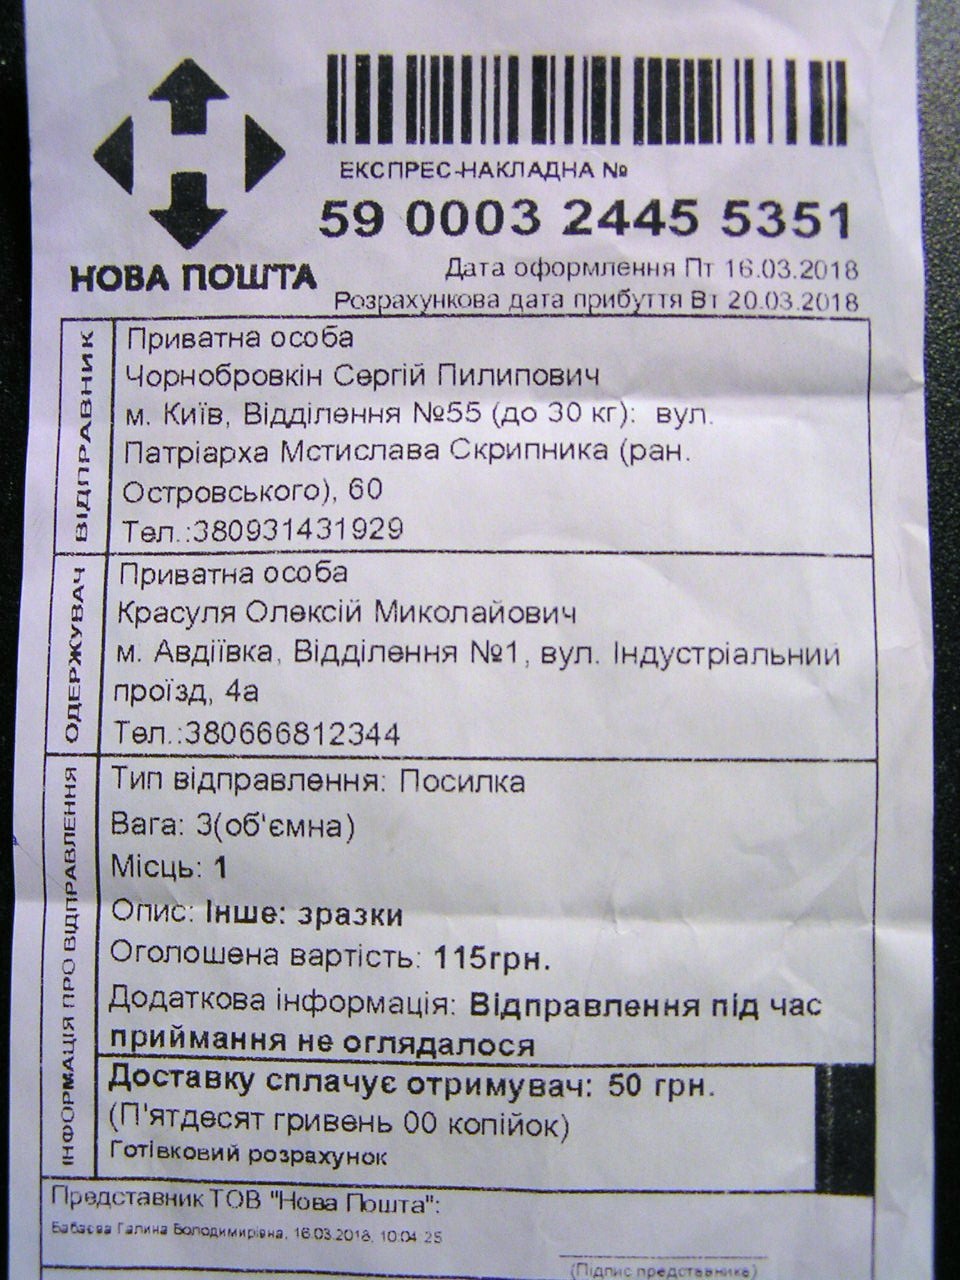 ЕКСПРЕС-НАКЛАДНА №
59 0003 2445 5351
НОВА ПОШТА
Дата оформлення Пт 16.03.2018
Розрахункова дата прибуття Вт 20.03.2018
ВІДПРАВНИК
Приватна особа
Чорнобровкін Сергій Пилипович
м. Київ, Відділення №55 (до 30 кг): вул.
Патріарха Мстислава Скрипника (ран.
Островського), 60
Тел.:380931431929
ОДЕРЖУВАЧ
Приватна особа
Красуля Олексій Миколайович
м. Авдіївка, Відділення №1, вул. Індустріальний
проїзд, 4а
Тел.:380666812344
ІНФОРМАЦІЯ ПРО ВІДПРАВЛЕННЯ
Тип відправлення: Посилка
Вага: 3(об'ємна)
Місць: 1
Опис: Інше: зразки
Оголошена вартість: 115грн.
Додаткова інформація: Відправлення під час
приймання не оглядалося
Доставку сплачує отримувач: 50 грн.
(П'ятдесят гривень 00 копійок)
Готівковий розрахунок
Представник ТОВ "Нова Пошта":
Бабаєва Галина Володимирівна, 16.03.2018, 10:04:25
(Підпис представника)